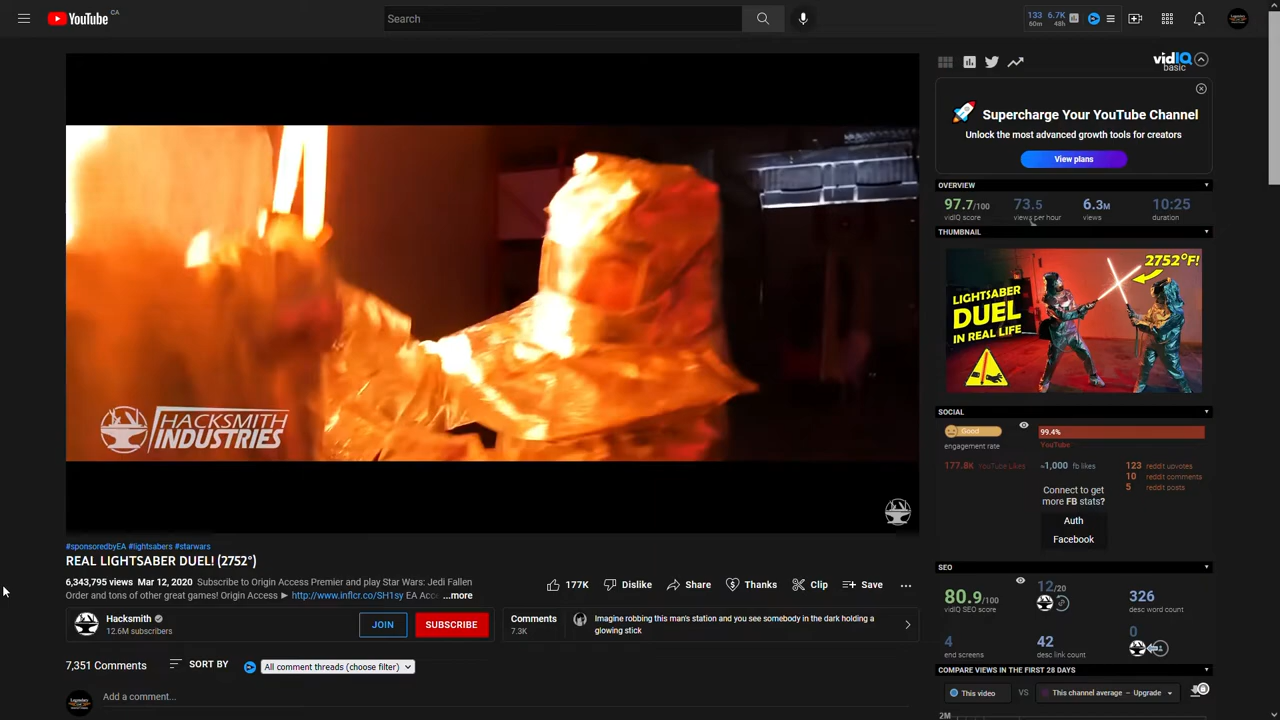 YouTube CA
Search
133 6.7K
60m 48h
vidIQ
basic
Supercharge Your YouTube Channel
Unlock the most advanced growth tools for creators
View plans
OVERVIEW
97.7/100 73.5 6.3M 10:25
vidIQ score views per hour views duration
THUMBNAIL
LIGHTSABER
DUEL
IN REAL LIFE
2752°F!
HACKSMITH
INDUSTRIES
SOCIAL
Good
engagement rate
99.4%
YouTube
177.8K YouTube Likes
≈1,000 fb likes
123 reddit upvotes
10 reddit comments
5 reddit posts
Connect to get
more FB stats?
Auth
Facebook
#sponsoredbyEA #lightsabers #starwars
REAL LIGHTSABER DUEL! (2752°)
6,343,795 views Mar 12, 2020 Subscribe to Origin Access Premier and play Star Wars: Jedi Fallen
Order and tons of other great games! Origin Access ► http://www.inflcr.co/SH1sy EA Acc ...more
177K Dislike Share Thanks Clip Save
Hacksmith
12.6M subscribers
JOIN SUBSCRIBE
Comments
7.3K
Imagine robbing this man's station and you see somebody in the dark holding a
glowing stick
7,351 Comments SORT BY All comment threads (choose filter)
Add a comment...
SEO
80.9/100
vidIQ SEO score
12/20
326
desc word count
4
end screens
42
desc link count
0
COMPARE VIEWS IN THE FIRST 28 DAYS
This video VS This channel average – Upgrade
2M